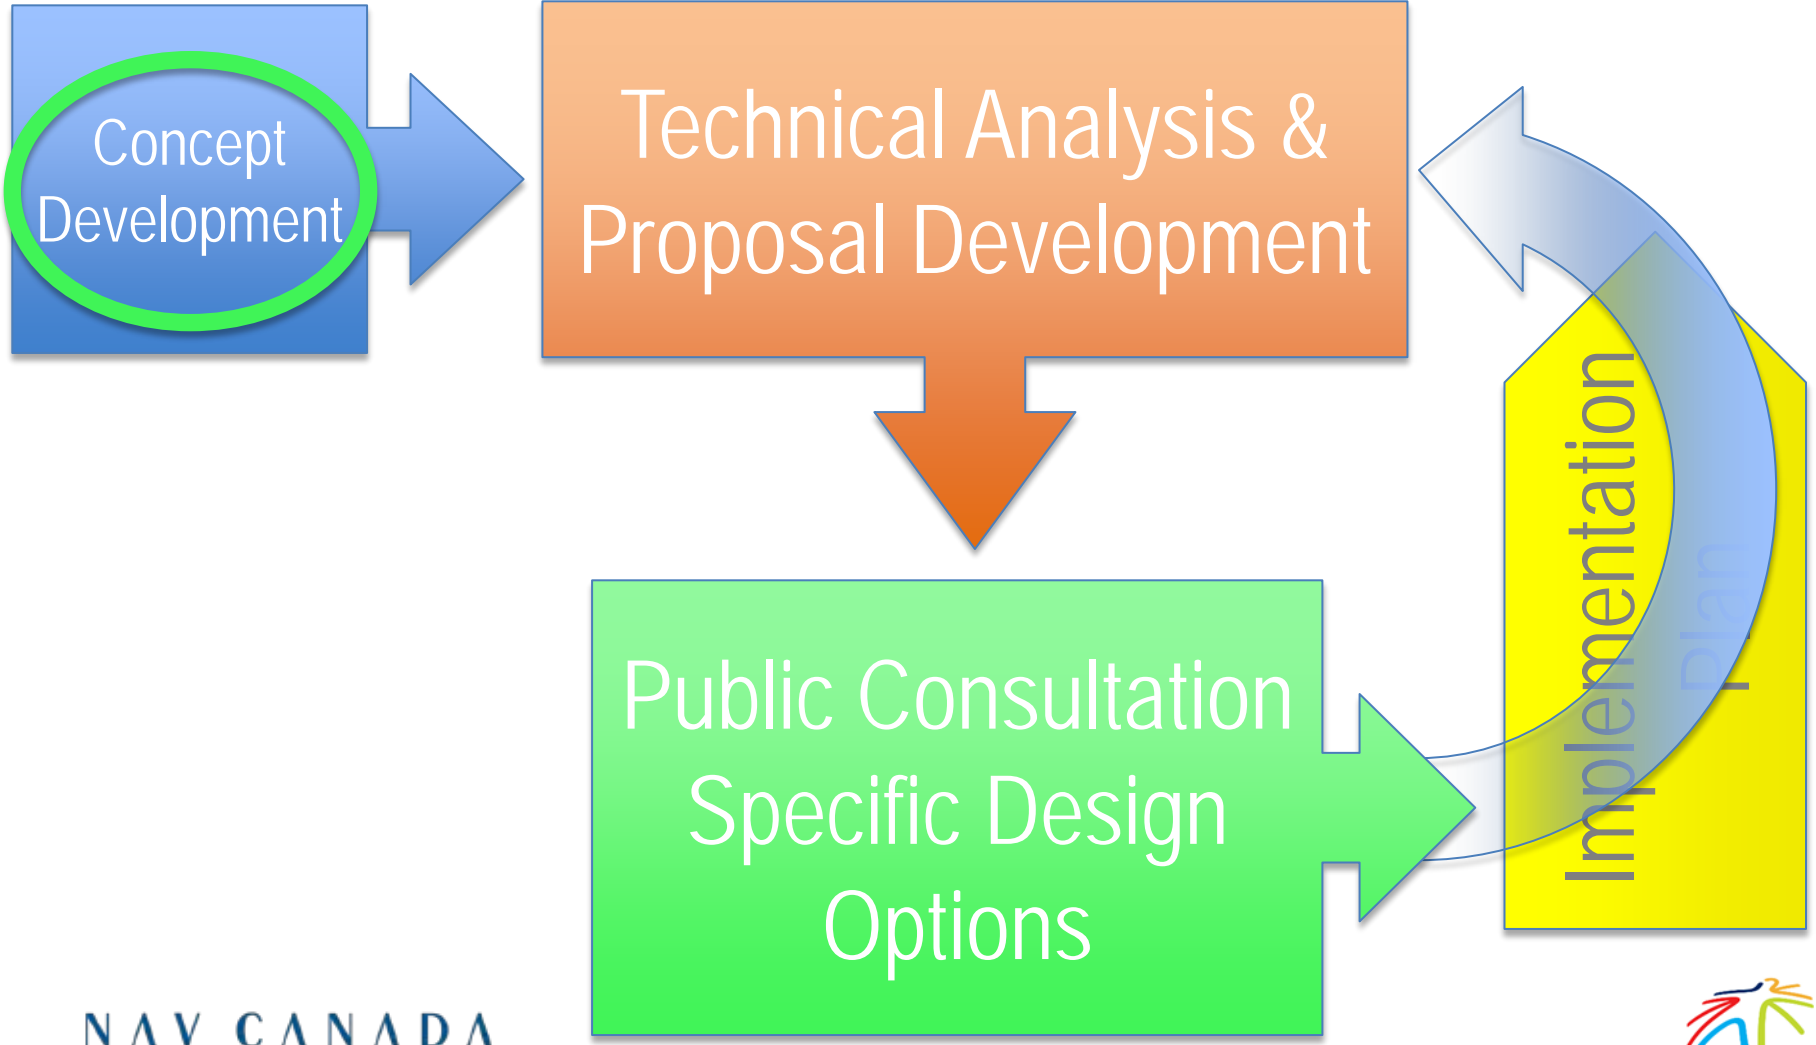 Concept
Development
Technical Analysis &
Proposal Development
Implementation
Plan
Public Consultation
Specific Design
Options
NAV CANADA